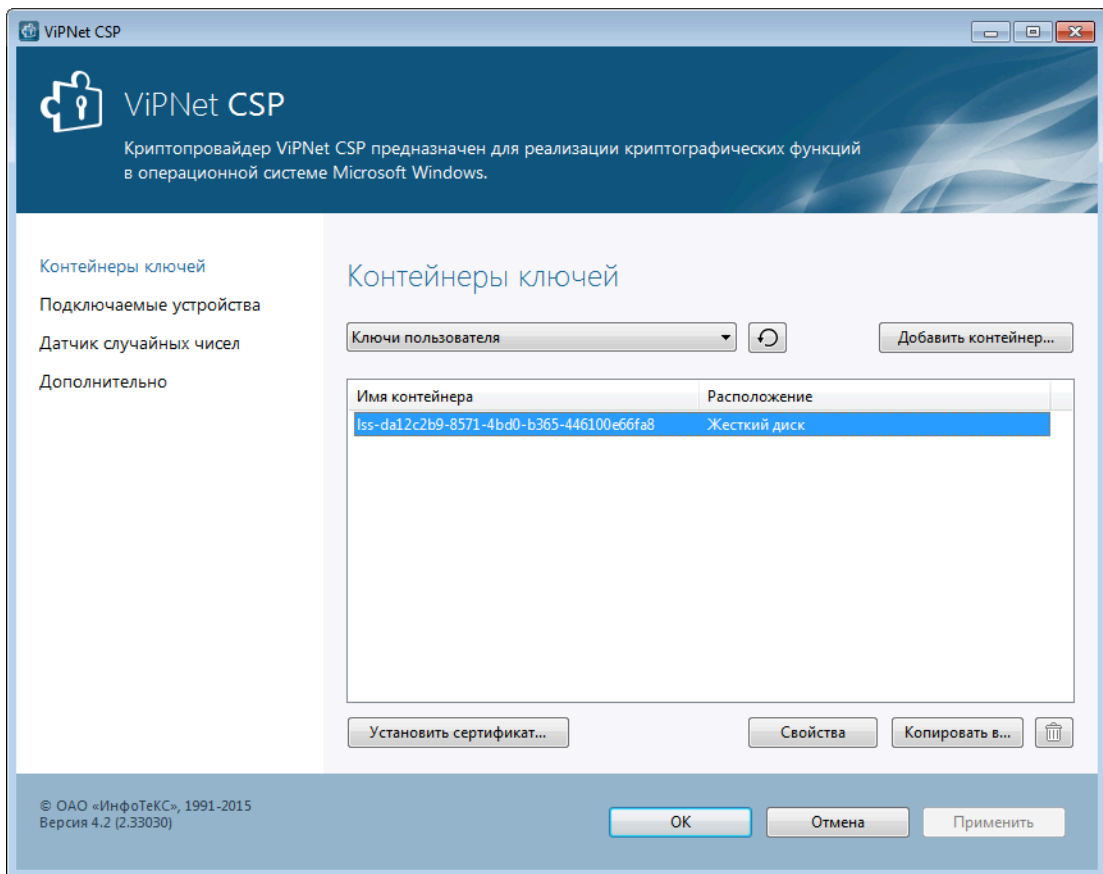 ViPNet CSP
ViPNet CSP
Криптопровайдер ViPNet CSP предназначен для реализации криптографических функций
в операционной системе Microsoft Windows.
Контейнеры ключей
Подключаемые устройства
Датчик случайных чисел
Дополнительно
Контейнеры ключей
Ключи пользователя
Добавить контейнер...
Имя контейнера Расположение
lss-da12c2b9-8571-4bd0-b365-446100e66fa8 Жесткий диск
Установить сертификат... Свойства Копировать в...
© ОАО «ИнфоТеКС», 1991-2015
Версия 4.2 (2.33030)
OK Отмена Применить